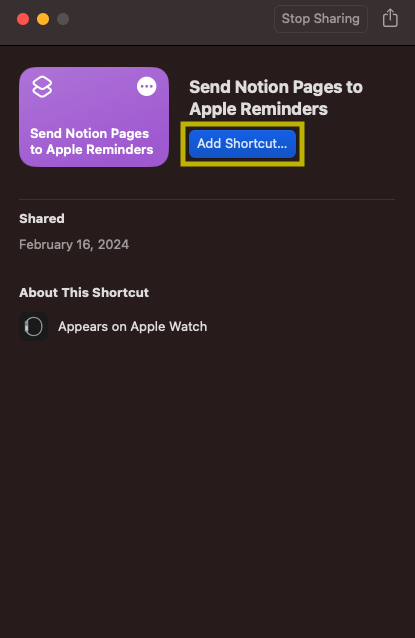 Stop Sharing
Send Notion Pages
to Apple Reminders
Send Notion Pages to
Apple Reminders
Add Shortcut...
Shared
February 16, 2024
About This Shortcut
Appears on Apple Watch